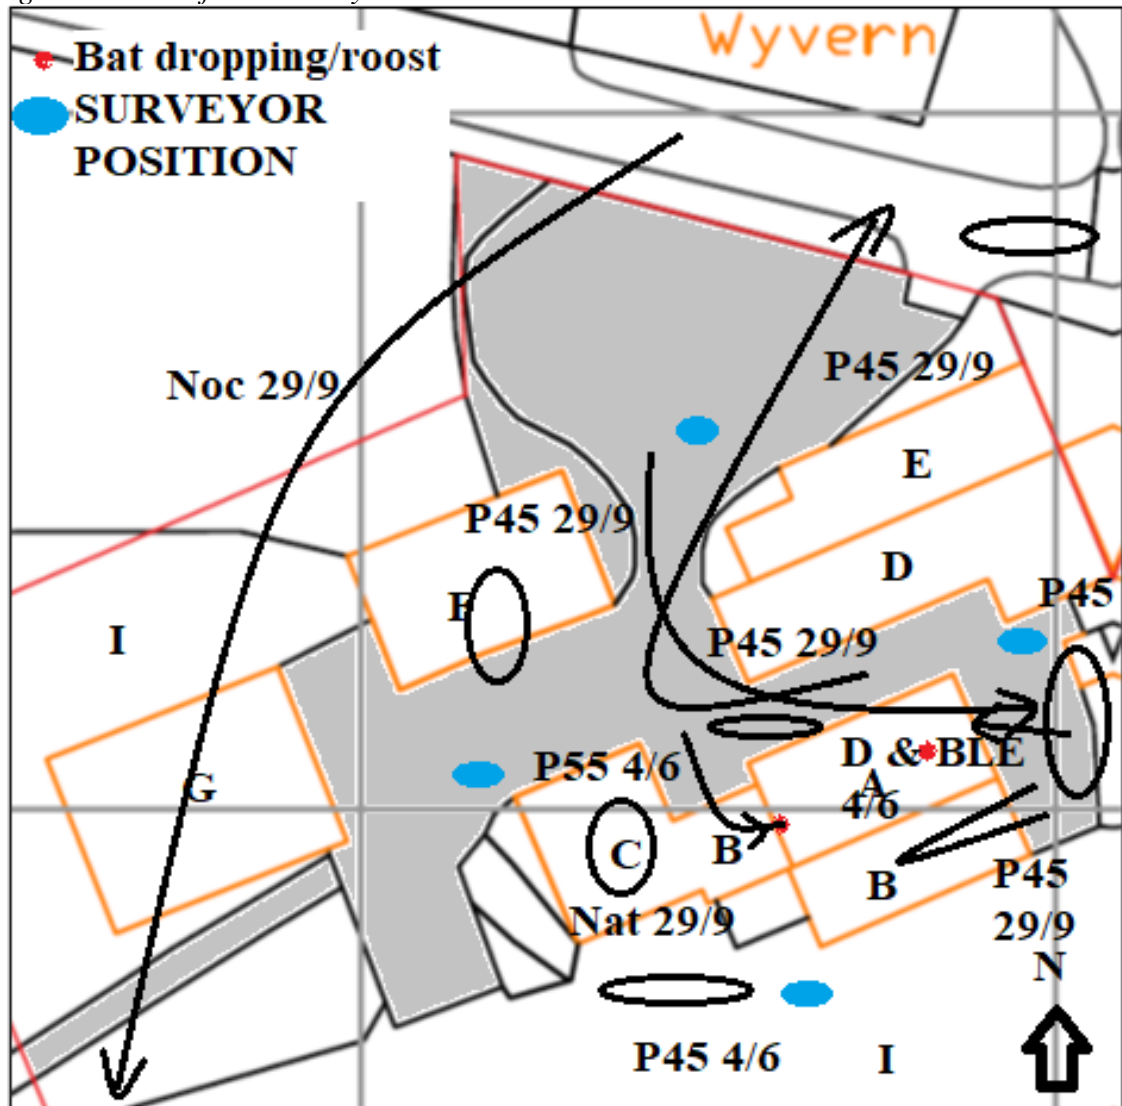 Wyvern
Bat dropping/roost
SURVEYOR
POSITION
P45 29/9
Noc 29/9
E
P45 29/9
D
P45
I
P45 29/9
D & BLE
P55 4/6
A
G
4/6
B
C
P45
B
Nat 29/9
29/9
N
P45 4/6
I